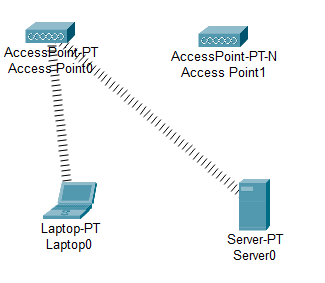 AccessPoint-PT
Access Point0
AccessPoint-PT-N
Access Point1
Laptop-PT
Laptop0
Server-PT
Server0